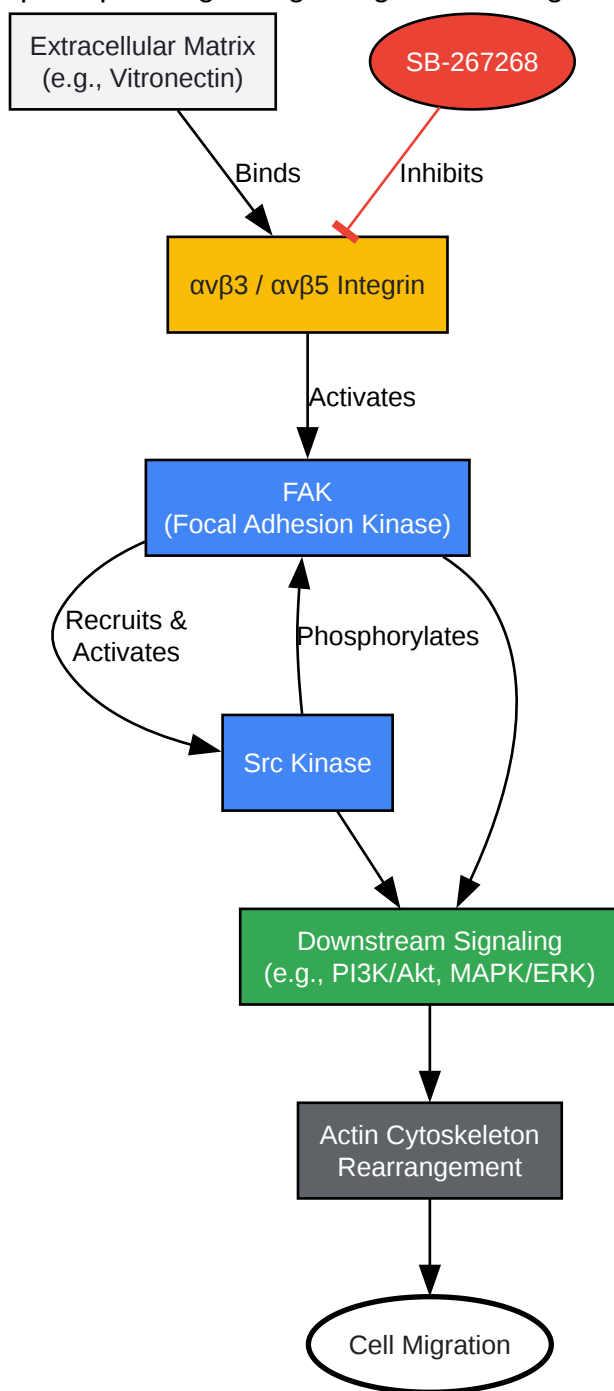 Extracellular Matrix
(e.g., Vitronectin)
SB-267268
Binds
Inhibits
αvβ3 / αvβ5 Integrin
Activates
FAK
(Focal Adhesion Kinase)
Recruits &
Activates
Phosphorylates
Src Kinase
Downstream Signaling
(e.g., PI3K/Akt, MAPK/ERK)
Actin Cytoskeleton
Rearrangement
Cell Migration